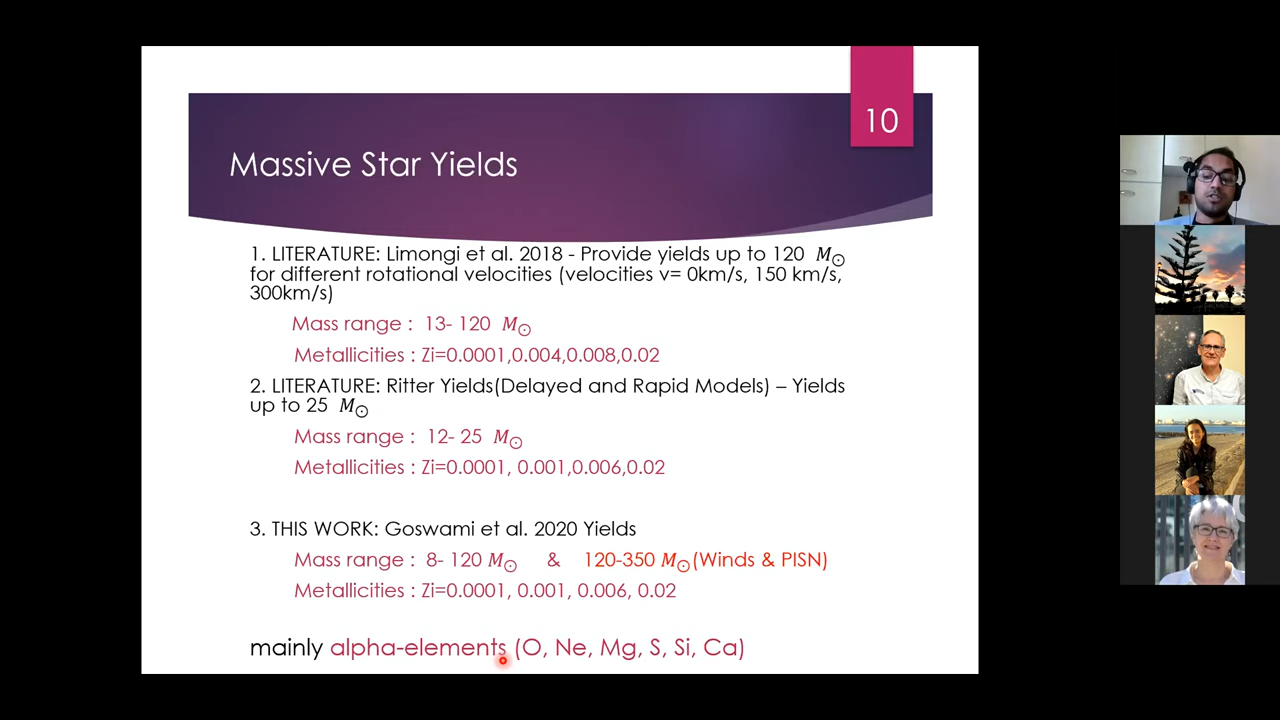 10
Massive Star Yields
1. LITERATURE: Limongi et al. 2018 - Provide yields up to 120 M☉
for different rotational velocities (velocities v= 0km/s, 150 km/s,
300km/s)
Mass range : 13- 120 M☉
Metallicities : Zi=0.0001,0.004,0.008,0.02
2. LITERATURE: Ritter Yields(Delayed and Rapid Models) – Yields
up to 25 M☉
Mass range : 12- 25 M☉
Metallicities : Zi=0.0001, 0.001,0.006,0.02
3. THIS WORK: Goswami et al. 2020 Yields
Mass range : 8- 120 M☉ & 120-350 M☉(Winds & PISN)
Metallicities : Zi=0.0001, 0.001, 0.006, 0.02
mainly alpha-elements (O, Ne, Mg, S, Si, Ca)